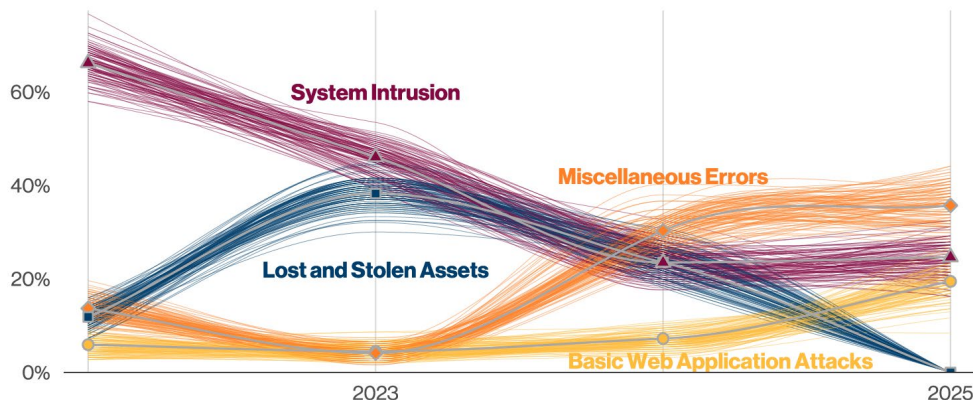 60%
System Intrusion
Miscellaneous Errors
40%
Lost and Stolen Assets
20%
Basic Web Application Attacks
0%
2023
2025